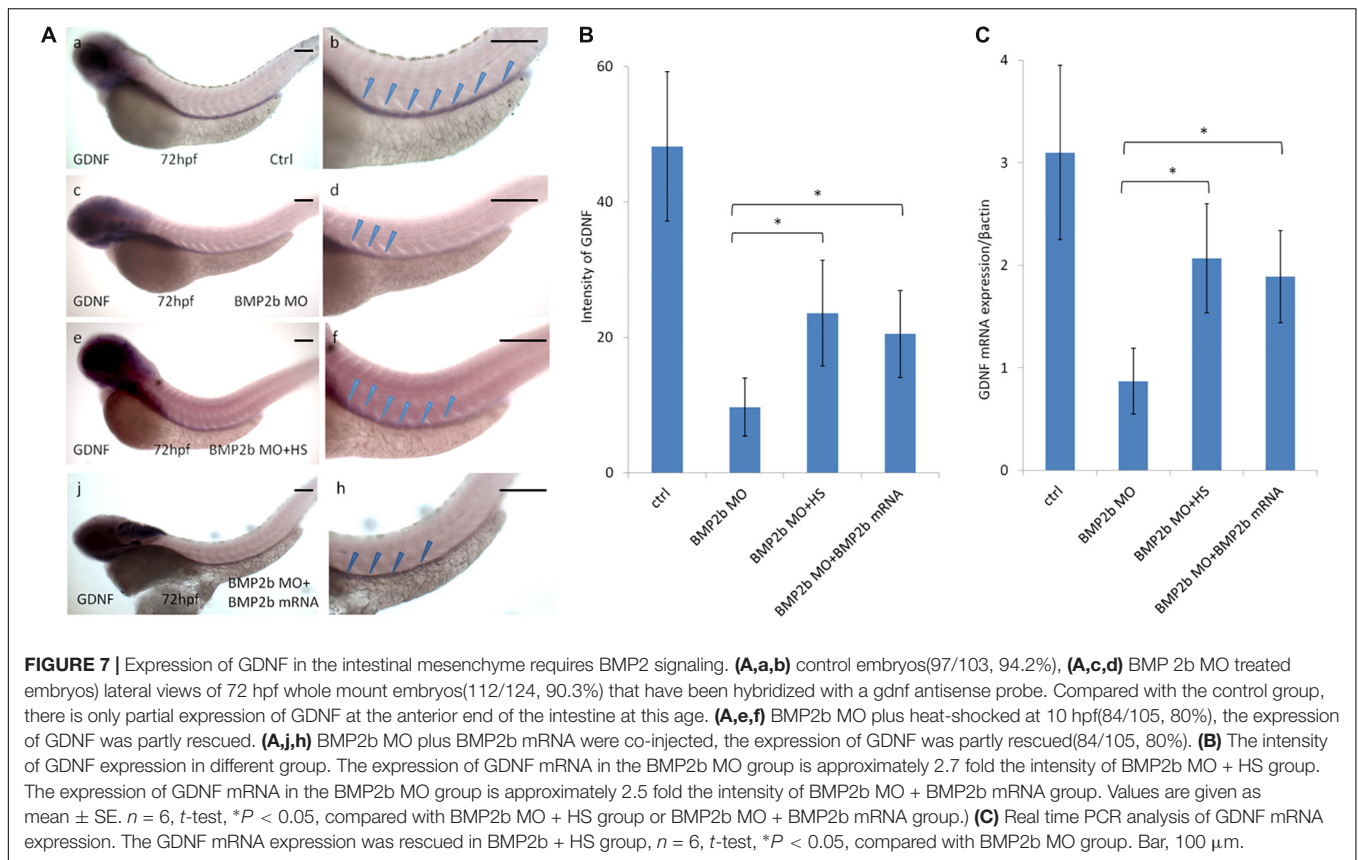 A
a
b
GDNF 72hpf Ctrl
c
d
GDNF 72hpf BMP2b MO
e
f
GDNF 72hpf BMP2b MO+HS
j
h
GDNF 72hpf BMP2b MO+
BMP2b mRNA
B
60
40
20
0
Intensity of GDNF
*
*
ctrl
BMP2b MO
BMP2b MO+HS
BMP2b MO+BMP2b mRNA
C
4
3
2
1
0
GDNF mRNA expression/βactin
*
*
ctrl
BMP2b MO
BMP2b MO+HS
BMP2b MO+BMP2b mRNA
FIGURE 7 | Expression of GDNF in the intestinal mesenchyme requires BMP2 signaling. (A,a,b) control embryos(97/103, 94.2%), (A,c,d) BMP 2b MO treated
embryos) lateral views of 72 hpf whole mount embryos(112/124, 90.3%) that have been hybridized with a gdnf antisense probe. Compared with the control group,
there is only partial expression of GDNF at the anterior end of the intestine at this age. (A,e,f) BMP2b MO plus heat-shocked at 10 hpf(84/105, 80%), the expression
of GDNF was partly rescued. (A,j,h) BMP2b MO plus BMP2b mRNA were co-injected, the expression of GDNF was partly rescued(84/105, 80%). (B) The intensity
of GDNF expression in different group. The expression of GDNF mRNA in the BMP2b MO group is approximately 2.7 fold the intensity of BMP2b MO + HS group.
The expression of GDNF mRNA in the BMP2b MO group is approximately 2.5 fold the intensity of BMP2b MO + BMP2b mRNA group. Values are given as
mean ± SE. n = 6, t-test, *P < 0.05, compared with BMP2b MO + HS group or BMP2b MO + BMP2b mRNA group.) (C) Real time PCR analysis of GDNF mRNA
expression. The GDNF mRNA expression was rescued in BMP2b + HS group, n = 6, t-test, *P < 0.05, compared with BMP2b MO group. Bar, 100 μm.